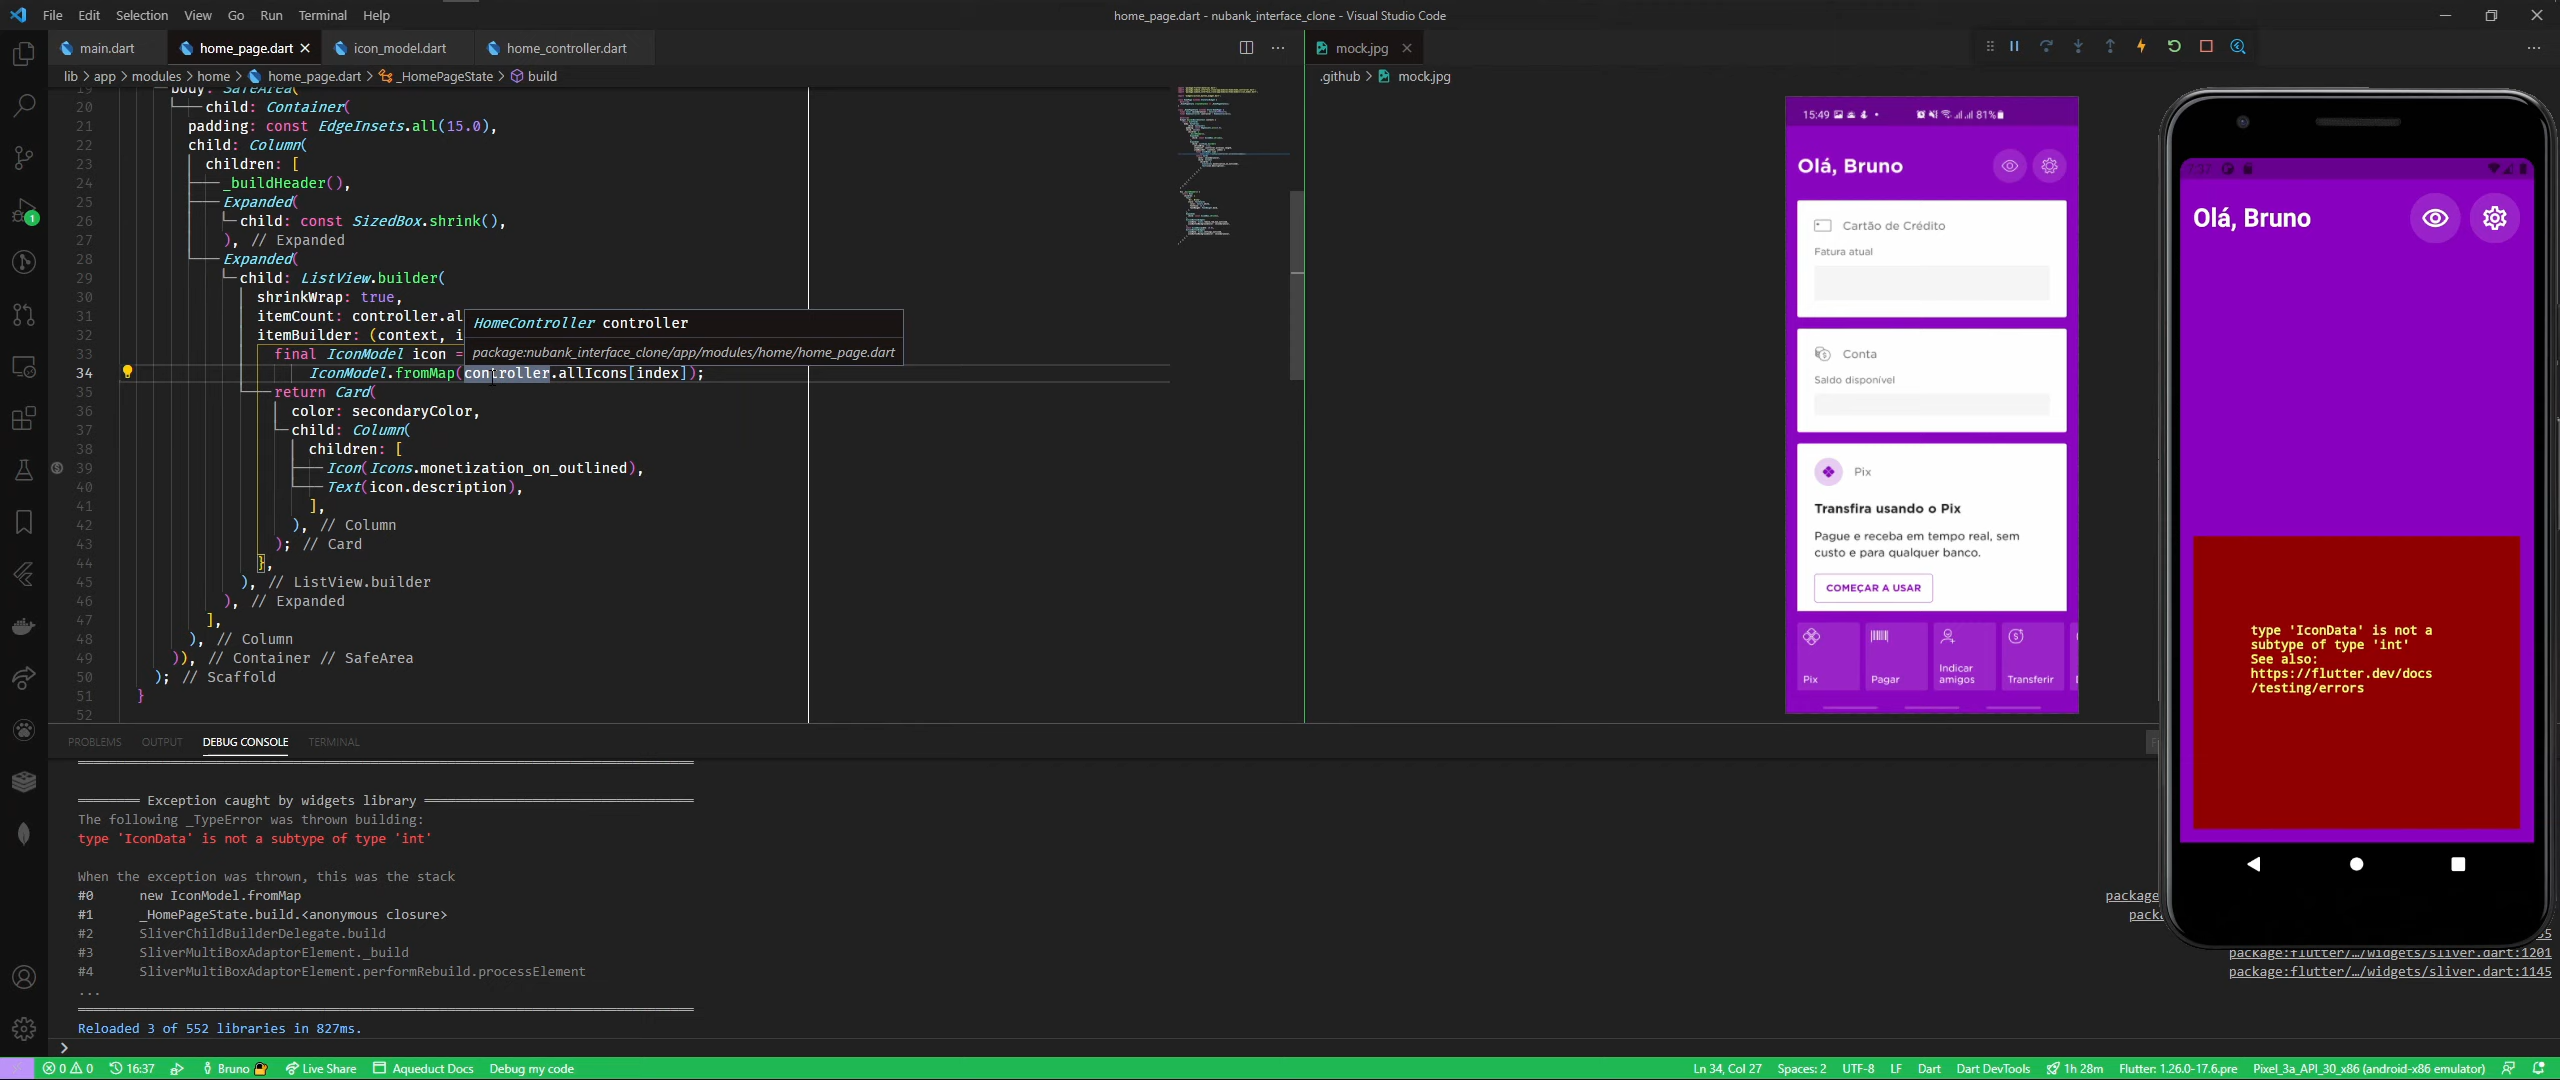 File Edit Selection View Go Run Terminal Help
home_page.dart - nubank_interface_clone - Visual Studio Code
main.dart
home_page.dart
icon_model.dart
home_controller.dart
mock.jpg
lib > app > modules > home > home_page.dart > _HomePageState > build
.github > mock.jpg
19 body: SafeArea(
20 child: Container(
21 padding: const EdgeInsets.all(15.0),
22 child: Column(
23 children: [
24 _buildHeader(),
25 Expanded(
26 child: const SizedBox.shrink(),
27 ), // Expanded
28 Expanded(
29 child: ListView.builder(
30 shrinkWrap: true,
31 itemCount: controller.al
32 itemBuilder: (context, i
33 final IconModel icon =
34 IconModel.fromMap(controller.allIcons[index]);
35 return Card(
36 color: secondaryColor,
37 child: Column(
38 children: [
39 Icon(Icons.monetization_on_outlined),
40 Text(icon.description),
41 ],
42 ), // Column
43 ); // Card
44 },
45 ), // ListView.builder
46 ), // Expanded
47 ],
48 ), // Column
49 )), // Container // SafeArea
50 ); // Scaffold
51 }
52
HomeController controller
package:nubank_interface_clone/app/modules/home/home_page.dart
1
15:49
81%
Olá, Bruno
Cartão de Crédito
Fatura atual
Conta
Saldo disponível
Pix
Transfira usando o Pix
Pague e receba em tempo real, sem
custo e para qualquer banco.
COMEÇAR A USAR
Pix
Pagar
Indicar
amigos
Transferir
7:37
Olá, Bruno
type 'IconData' is not a
subtype of type 'int'
See also:
https://flutter.dev/docs
/testing/errors
PROBLEMS OUTPUT DEBUG CONSOLE TERMINAL
Exception caught by widgets library
The following _TypeError was thrown building:
type 'IconData' is not a subtype of type 'int'
When the exception was thrown, this was the stack
#0 new IconModel.fromMap
package
#1 _HomePageState.build.<anonymous closure>
pack
#2 SliverChildBuilderDelegate.build
#3 SliverMultiBoxAdaptorElement._build
package:flutter/…/widgets/sliver.dart:1201
#4 SliverMultiBoxAdaptorElement.performRebuild.processElement
package:flutter/…/widgets/sliver.dart:1145
...
Reloaded 3 of 552 libraries in 827ms.
0 0 16:37 Bruno Live Share Aqueduct Docs Debug my code
Ln 34, Col 27 Spaces: 2 UTF-8 LF Dart Dart DevTools 1h 28m Flutter: 1.26.0-17.6.pre Pixel_3a_API_30_x86 (android-x86 emulator)